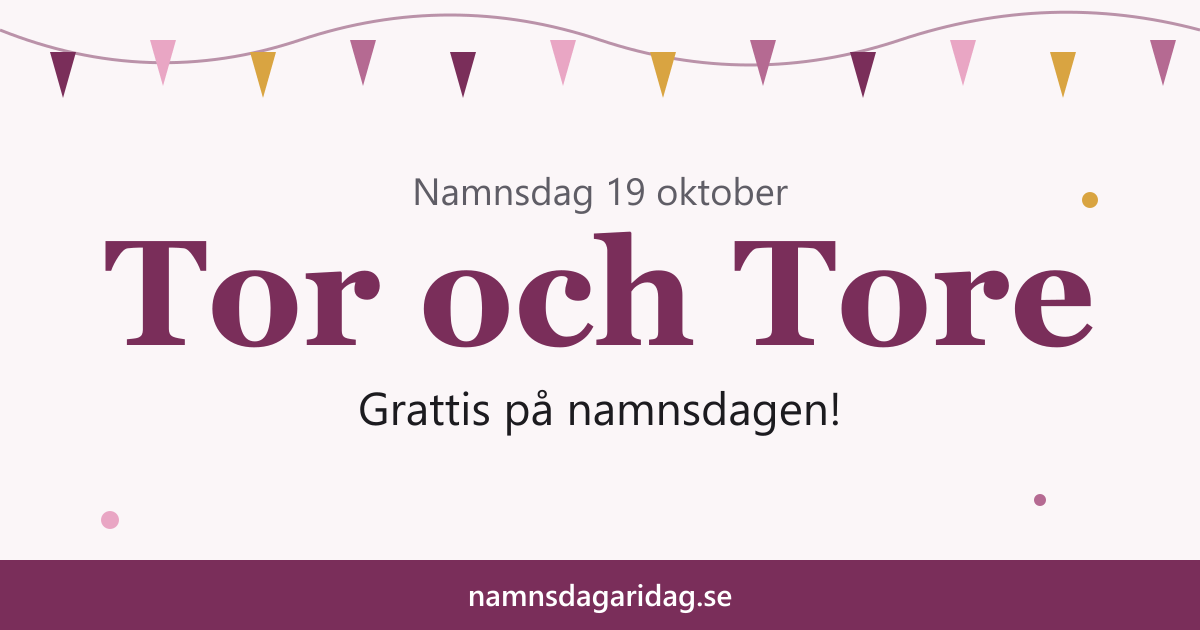 Namnsdag 19 oktober
Tor och Tore
Grattis på namnsdagen!
namnsdagaridag.se